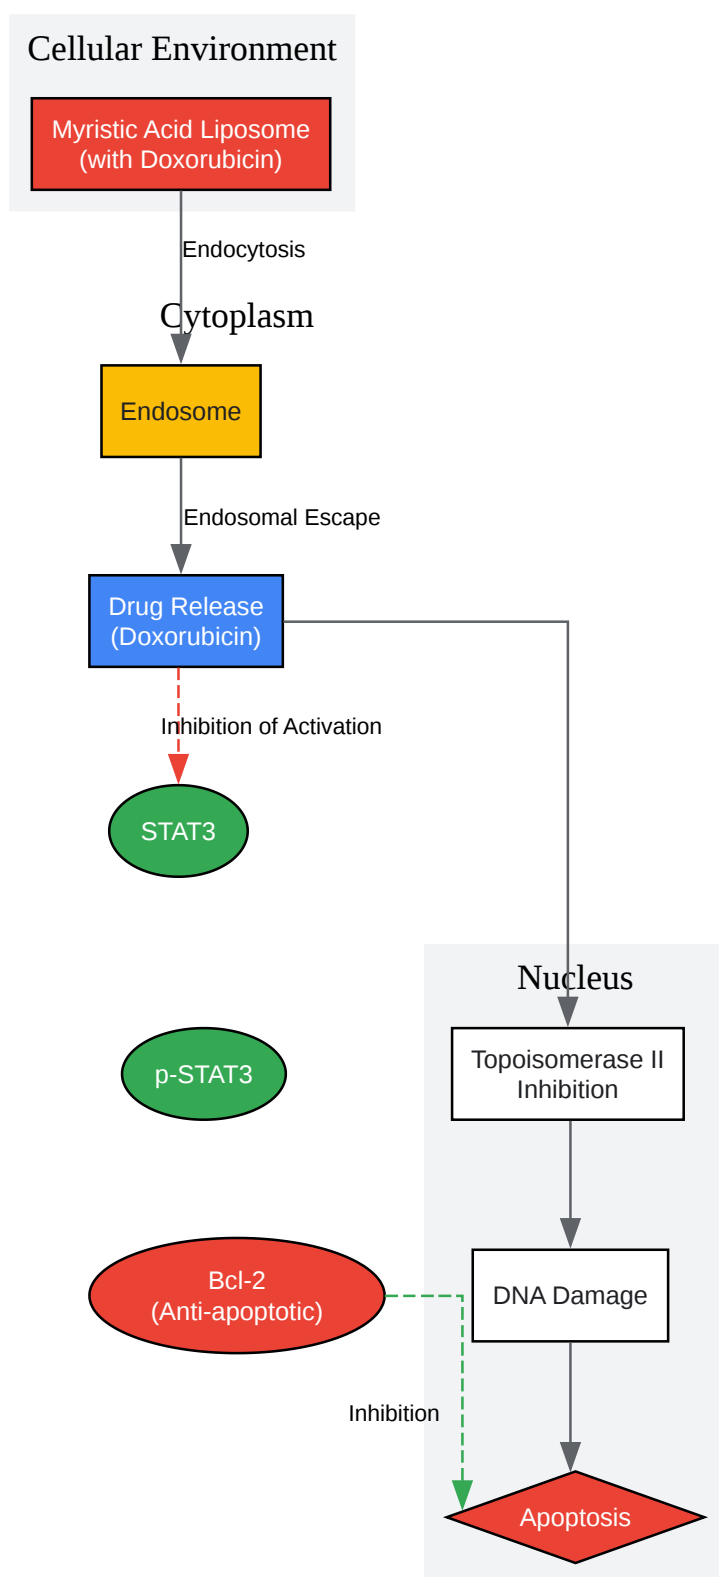 Cellular Environment
Myristic Acid Liposome
(with Doxorubicin)
Endocytosis
Cytoplasm
Endosome
Endosomal Escape
Drug Release
(Doxorubicin)
Inhibition of Activation
STAT3
Nucleus
Topoisomerase II
Inhibition
p-STAT3
Bcl-2
(Anti-apoptotic)
DNA Damage
Inhibition
Apoptosis